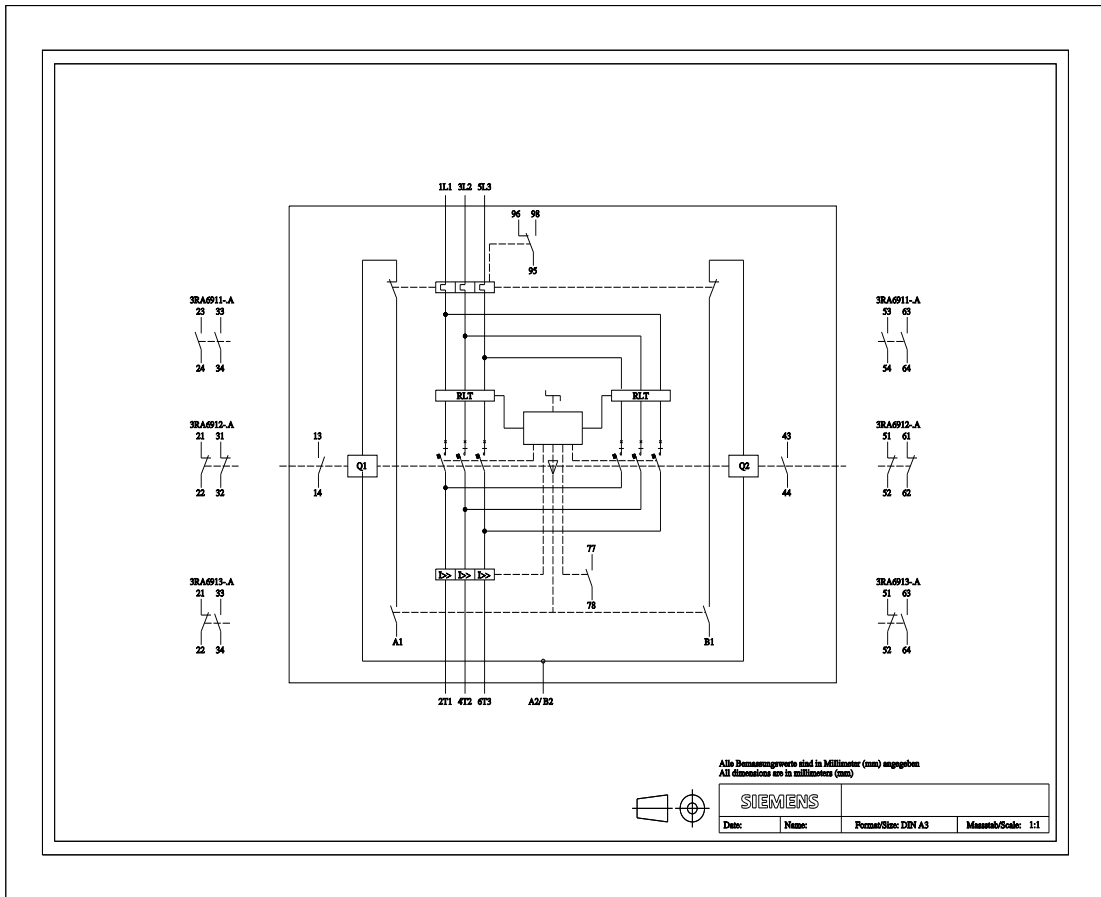 1L1 3L2 5L3
96 98
95
3RA6911-.A
23 33
24 34
3RA6911-.A
53 63
54 64
RLT
RLT
3RA6912-.A
21 31
22 32
13
14
Q1
Q2
43
44
3RA6912-.A
51 61
52 62
I>> I>> I>>
77
78
3RA6913-.A
21 33
22 34
3RA6913-.A
51 63
52 64
A1
B1
2T1 4T2 6T3
A2/ B2
Alle Bemassungswerte sind in Millimeter (mm) angegeben
All dimensions are in millimeters (mm)
SIEMENS
Date: Name: Format/Size: DIN A3 Massstab/Scale: 1:1